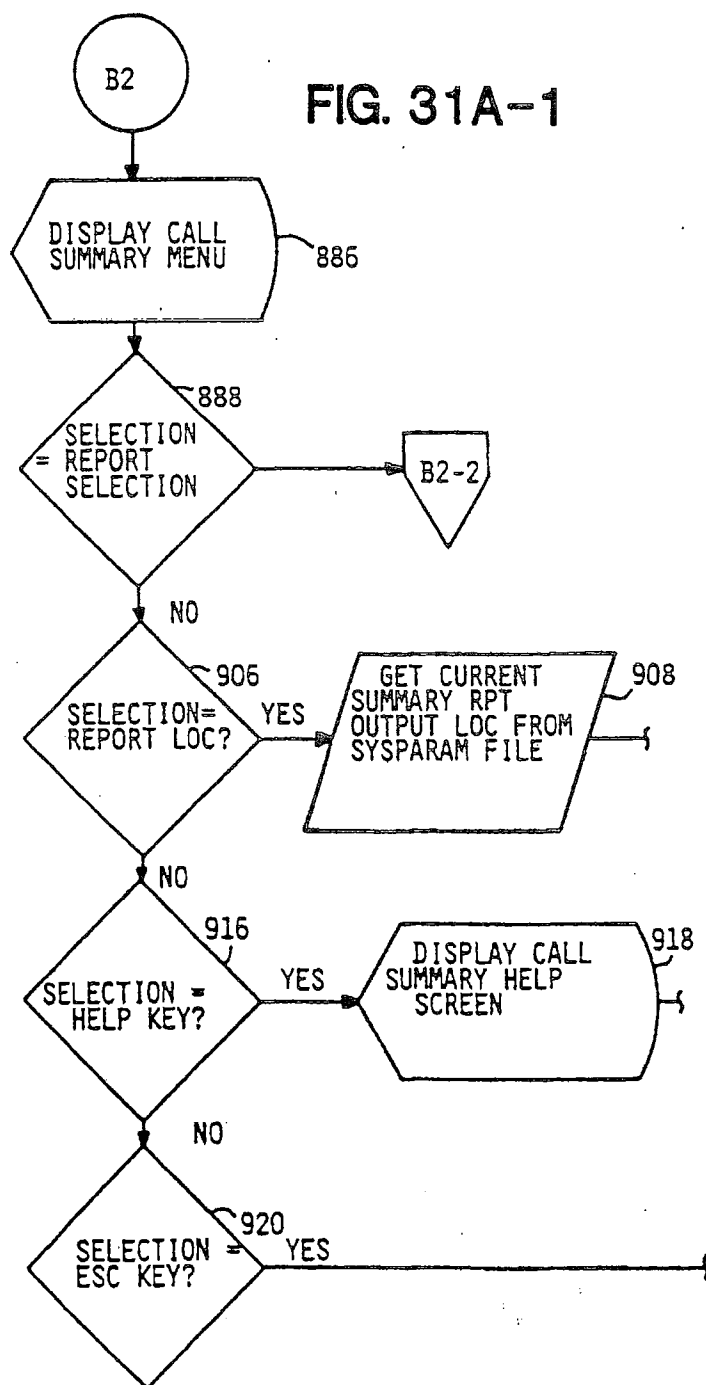 B2
FIG. 31A-1
DISPLAY CALL
SUMMARY MENU
886
888
SELECTION
= REPORT
SELECTION
B2-2
NO
906
SELECTION=
REPORT LOC?
YES
GET CURRENT
SUMMARY RPT
OUTPUT LOC FROM
SYSPARAM FILE
908
NO
916
SELECTION =
HELP KEY?
YES
DISPLAY CALL
SUMMARY HELP
SCREEN
918
NO
920
SELECTION =
ESC KEY?
YES